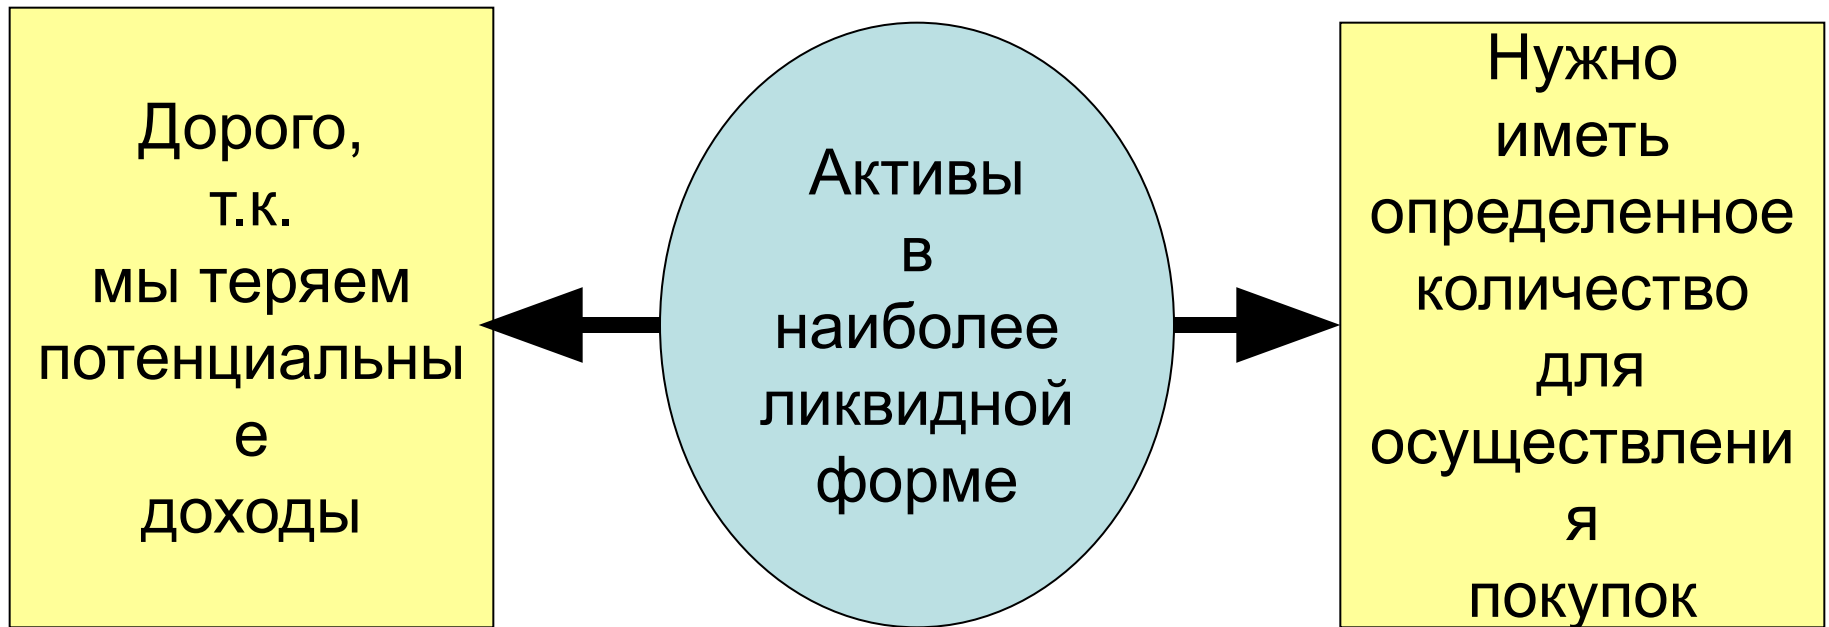 Дорого,
т.к.
мы теряем
потенциальны
е
доходы
Активы
в
наиболее
ликвидной
форме
Нужно
иметь
определенное
количество
для
осуществлени
я
покупок